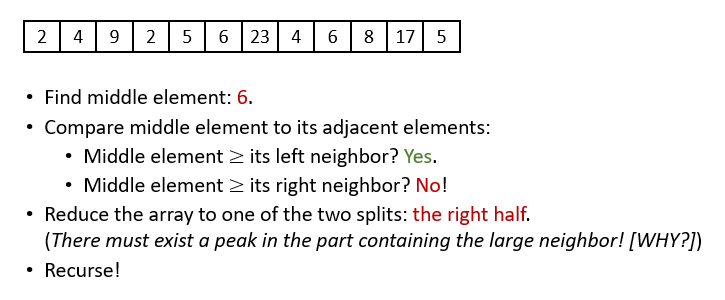 2 4 9 2 5 6 23 4 6 8 17 5
• Find middle element: 6.
• Compare middle element to its adjacent elements:
• Middle element ≥ its left neighbor? Yes.
• Middle element ≥ its right neighbor? No!
• Reduce the array to one of the two splits: the right half.
(There must exist a peak in the part containing the large neighbor! [WHY?])
• Recurse!